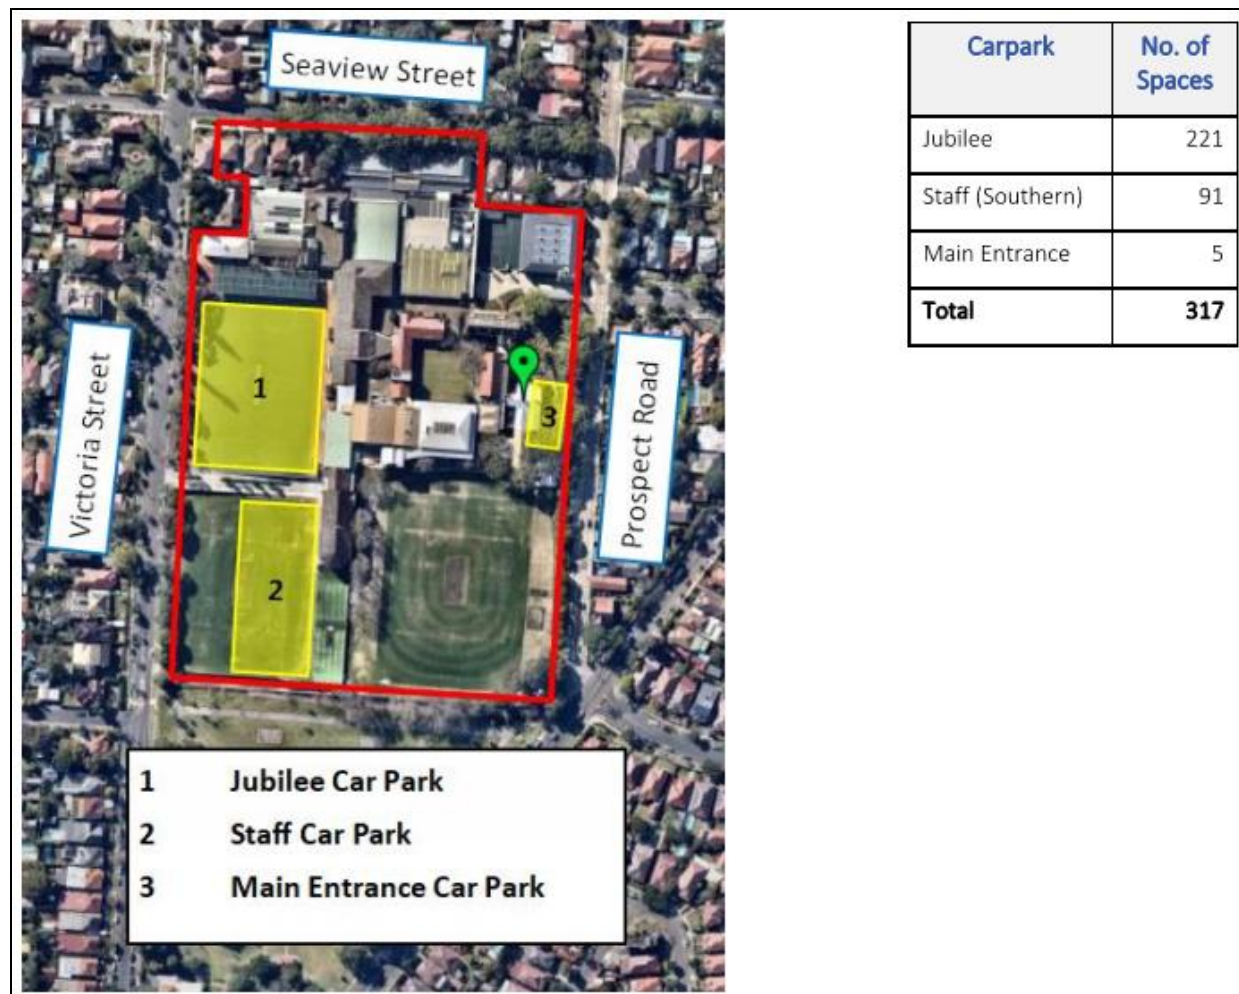 Seaview Street
Victoria Street
Prospect Road
1
2
3
1 Jubilee Car Park
2 Staff Car Park
3 Main Entrance Car Park
Carpark No. of
Spaces
Jubilee 221
Staff (Southern) 91
Main Entrance 5
Total 317